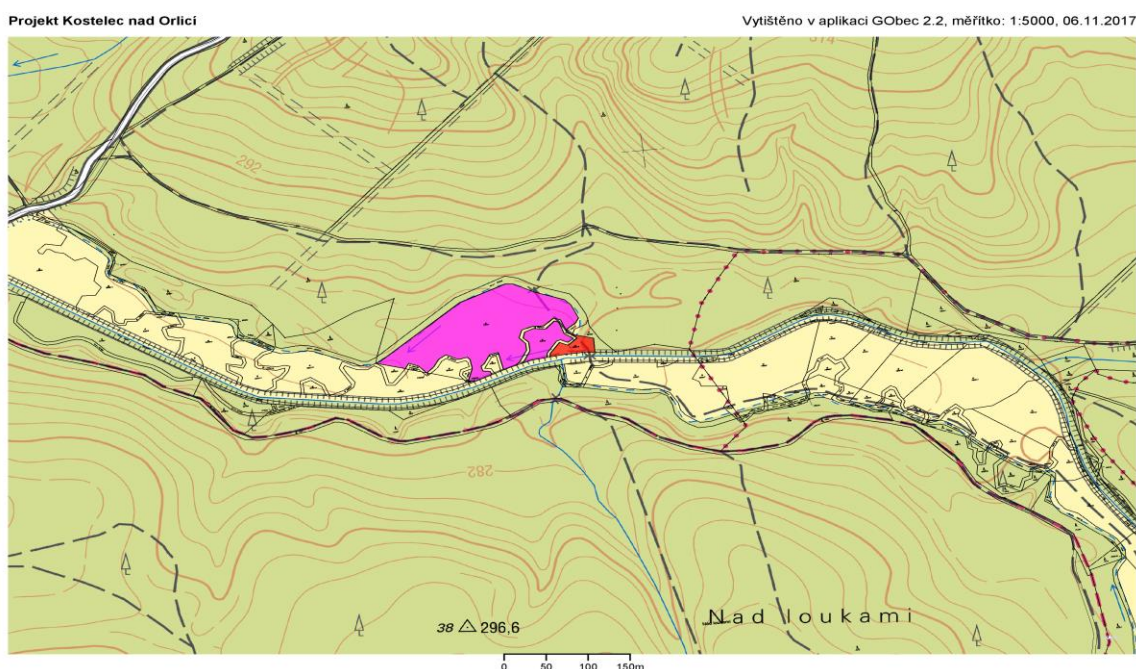 Projekt Kostelec nad Orlicí
Vytištěno v aplikaci GObec 2.2, měřítko: 1:5000, 06.11.2017
314
292
282
Nad loukami
38 296,6
0 50 100 150m